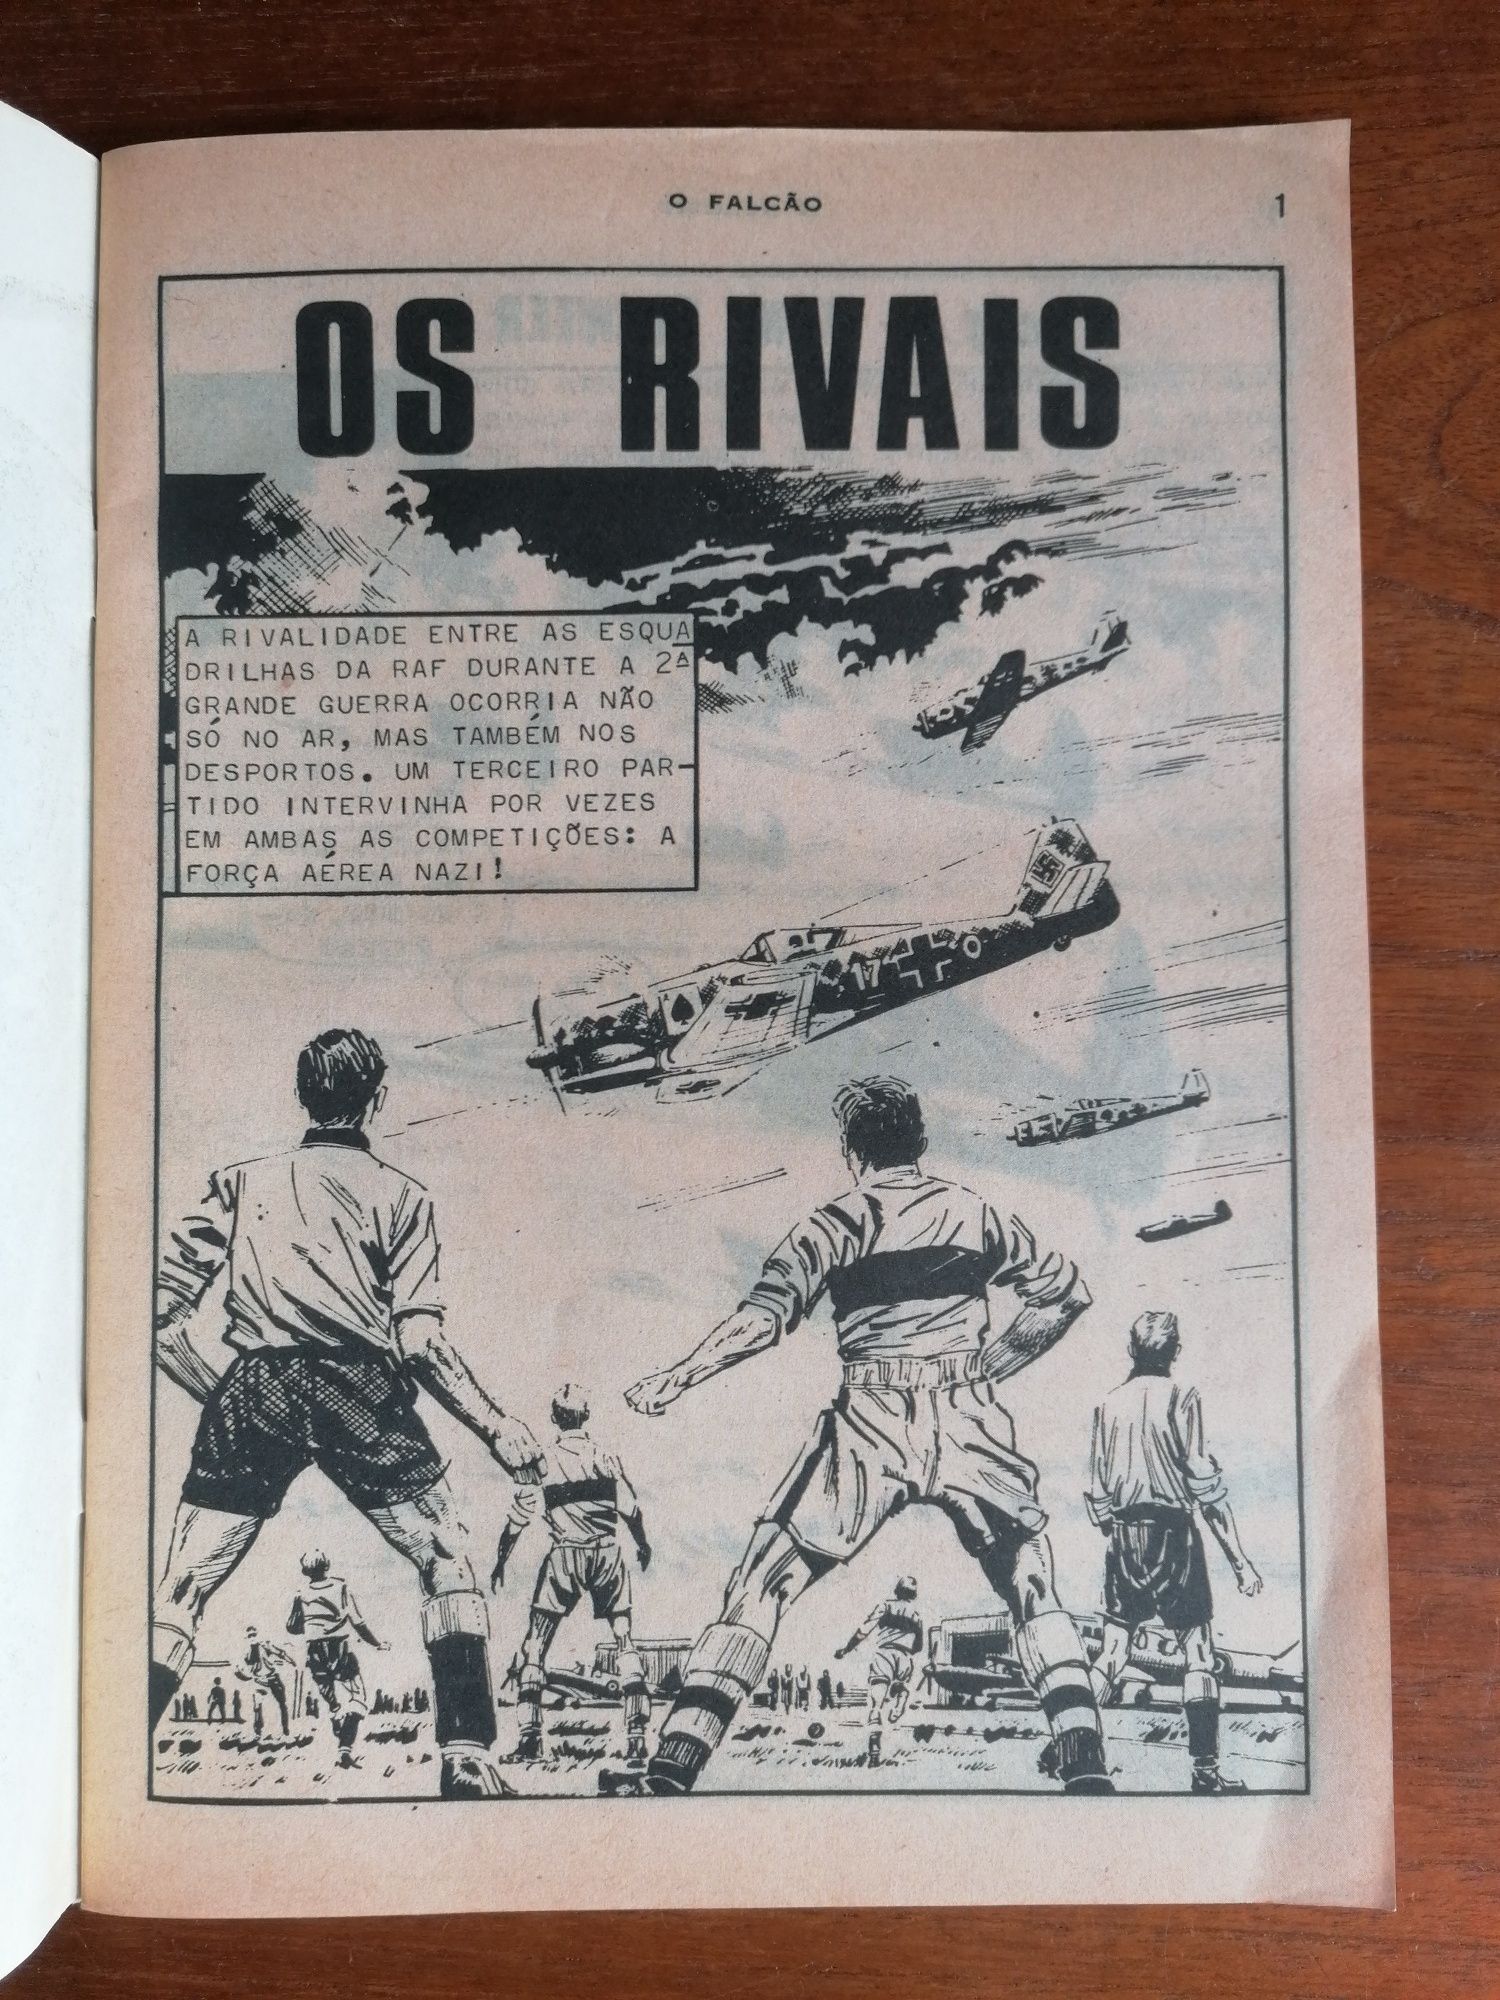 O FALCÃO
1
OS RIVAIS
A RIVALIDADE ENTRE AS ESQUA
DRILHAS DA RAF DURANTE A 2ª
GRANDE GUERRA OCORRIA NÃO
SÓ NO AR, MAS TAMBÉM NOS
DESPORTOS. UM TERCEIRO PAR-
TIDO INTERVINHA POR VEZES
EM AMBAS AS COMPETIÇÕES: A
FORÇA AÉREA NAZI!
17
O